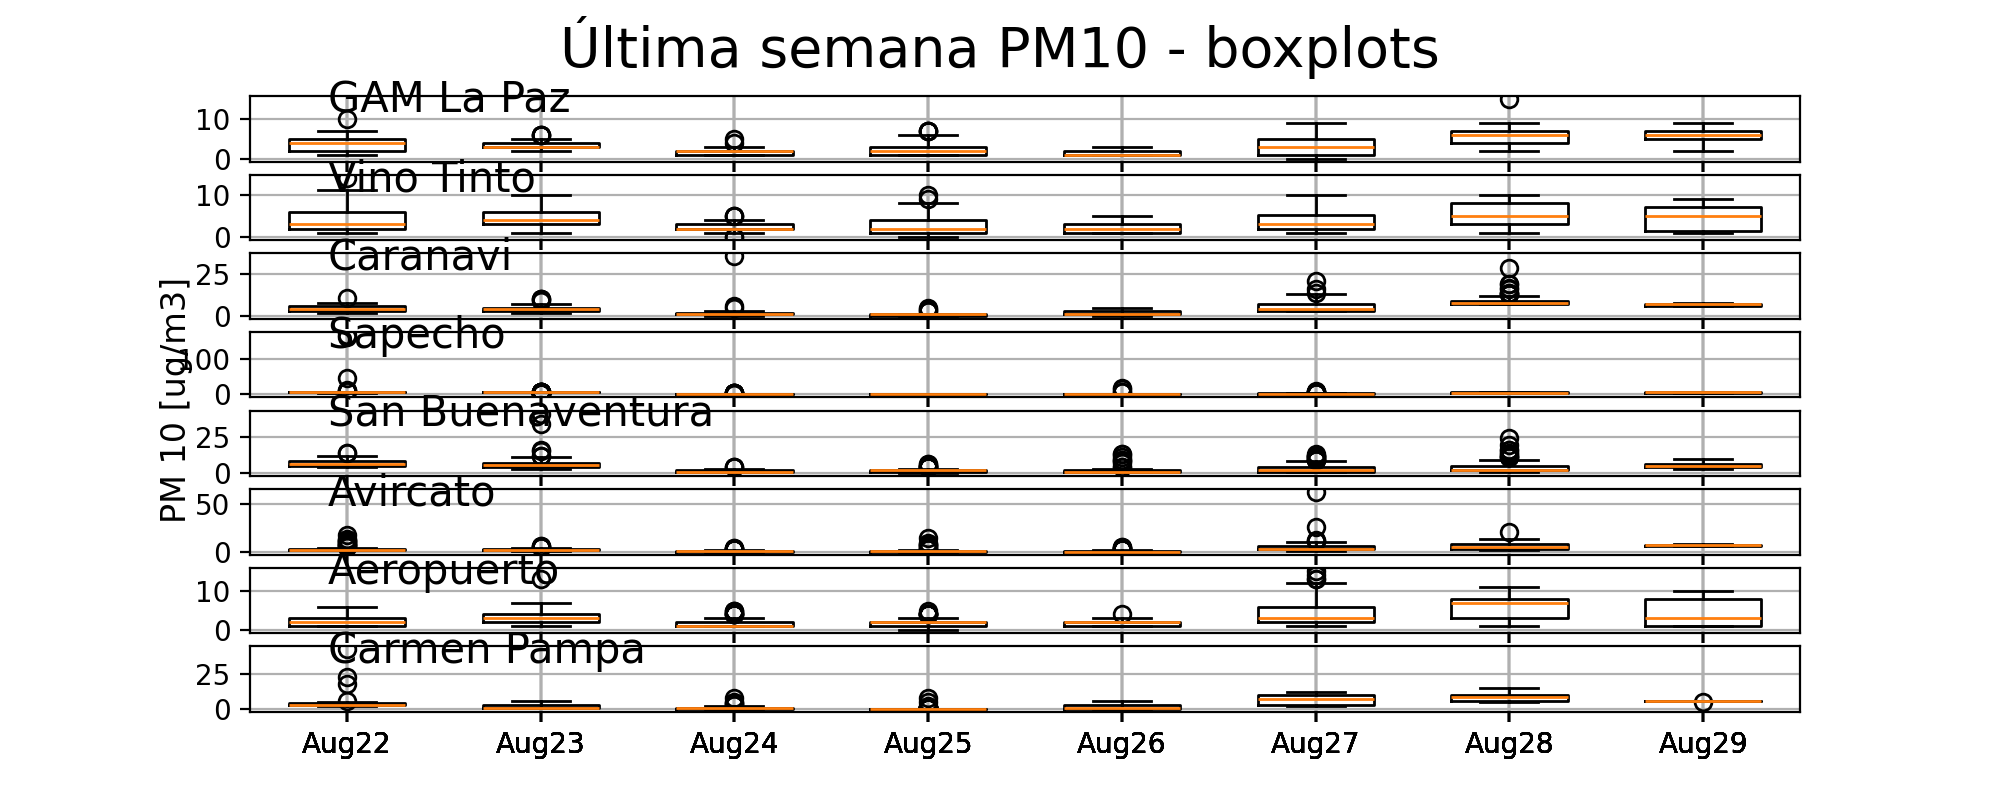 Última semana PM10 - boxplots
PM 10 [ug/m3]
GAM La Paz
10
0
Vino Tinto
10
0
Caranavi
25
0
Sapecho
100
0
San Buenaventura
25
0
Avircato
50
0
Aeropuerto
10
0
Carmen Pampa
25
0
Aug22 Aug23 Aug24 Aug25 Aug26 Aug27 Aug28 Aug29